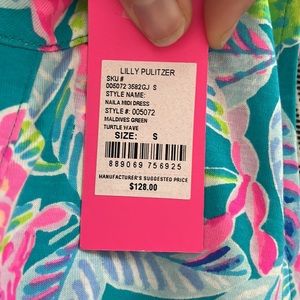 LILLY PULITZER
SKU #
005072 3582GJ S
STYLE NAME:
NAILA MIDI DRESS
STYLE #: 005072
MALDIVES GREEN
TURTLE WAVE
SIZE: S
889069 756925
MANUFACTURER'S SUGGESTED PRICE
$128.00